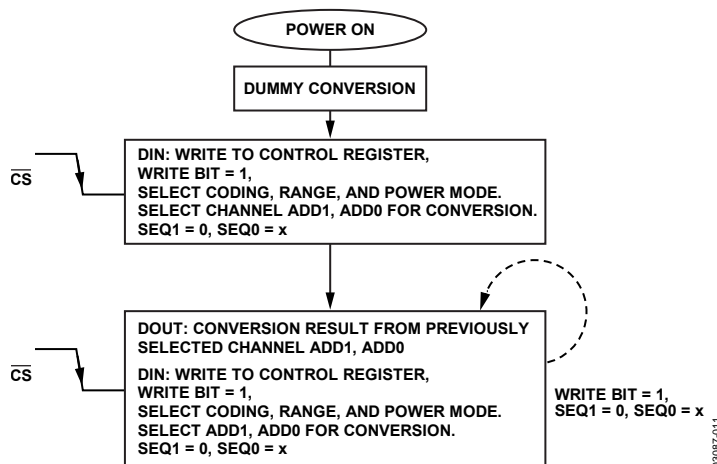 POWER ON
DUMMY CONVERSION
CS
DIN: WRITE TO CONTROL REGISTER,
WRITE BIT = 1,
SELECT CODING, RANGE, AND POWER MODE.
SELECT CHANNEL ADD1, ADD0 FOR CONVERSION.
SEQ1 = 0, SEQ0 = x
CS
DOUT: CONVERSION RESULT FROM PREVIOUSLY
SELECTED CHANNEL ADD1, ADD0
DIN: WRITE TO CONTROL REGISTER,
WRITE BIT = 1,
SELECT CODING, RANGE, AND POWER MODE.
SELECT ADD1, ADD0 FOR CONVERSION.
SEQ1 = 0, SEQ0 = x
WRITE BIT = 1,
SEQ1 = 0, SEQ0 = x
03087-011